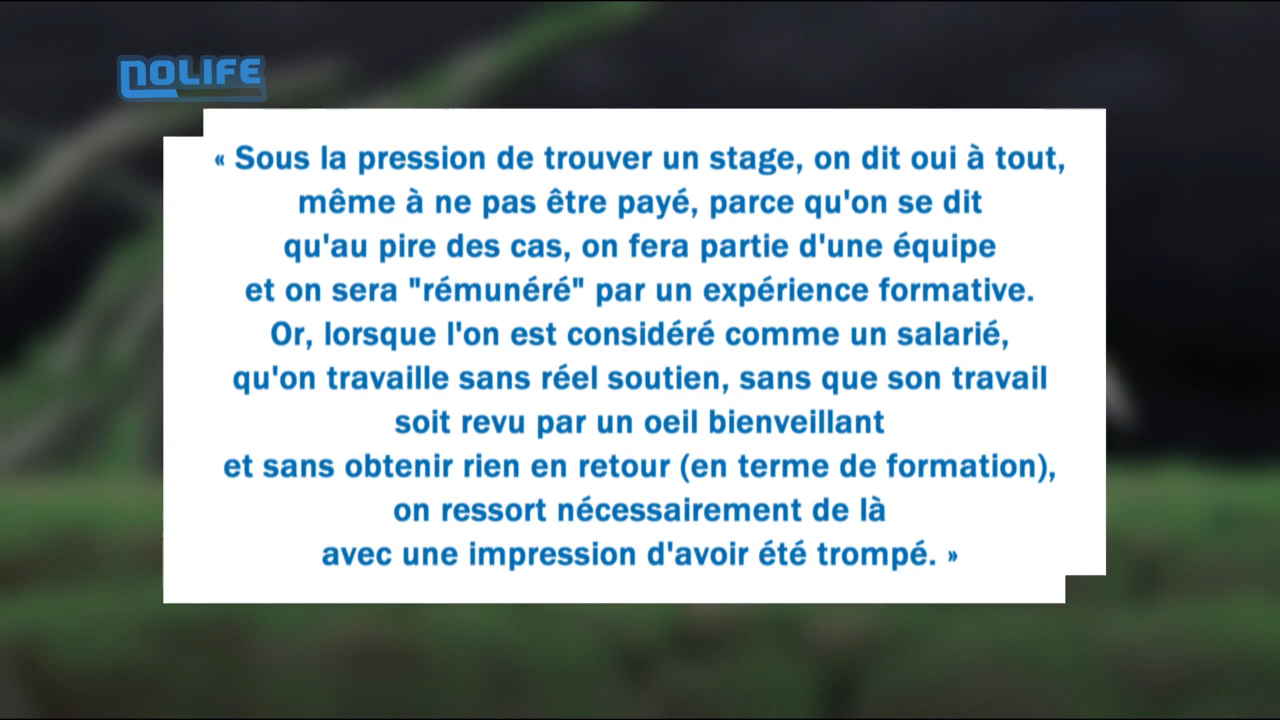 NOLIFE
« Sous la pression de trouver un stage, on dit oui à tout,
même à ne pas être payé, parce qu'on se dit
qu'au pire des cas, on fera partie d'une équipe
et on sera "rémunéré" par un expérience formative.
Or, lorsque l'on est considéré comme un salarié,
qu'on travaille sans réel soutien, sans que son travail
soit revu par un oeil bienveillant
et sans obtenir rien en retour (en terme de formation),
on ressort nécessairement de là
avec une impression d'avoir été trompé. »